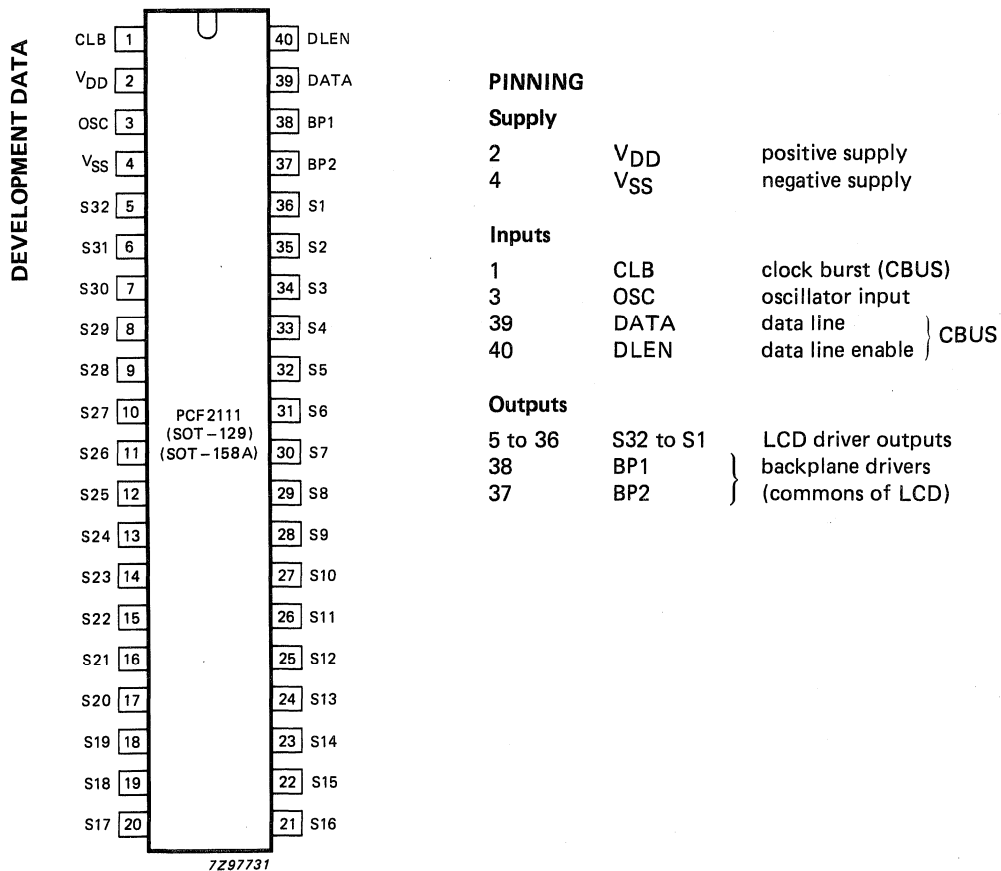 DEVELOPMENT DATA
CLB 1
VDD 2
OSC 3
VSS 4
S32 5
S31 6
S30 7
S29 8
S28 9
S27 10
S26 11
S25 12
S24 13
S23 14
S22 15
S21 16
S20 17
S19 18
S18 19
S17 20
PCF2111
(SOT–129)
(SOT–158A)
40 DLEN
39 DATA
38 BP1
37 BP2
36 S1
35 S2
34 S3
33 S4
32 S5
31 S6
30 S7
29 S8
28 S9
27 S10
26 S11
25 S12
24 S13
23 S14
22 S15
21 S16
7Z97731
PINNING
Supply
2 VDD positive supply
4 VSS negative supply
Inputs
1 CLB clock burst (CBUS)
3 OSC oscillator input
39 DATA data line
40 DLEN data line enable
CBUS
Outputs
5 to 36 S32 to S1 LCD driver outputs
38 BP1 backplane drivers
37 BP2 (commons of LCD)